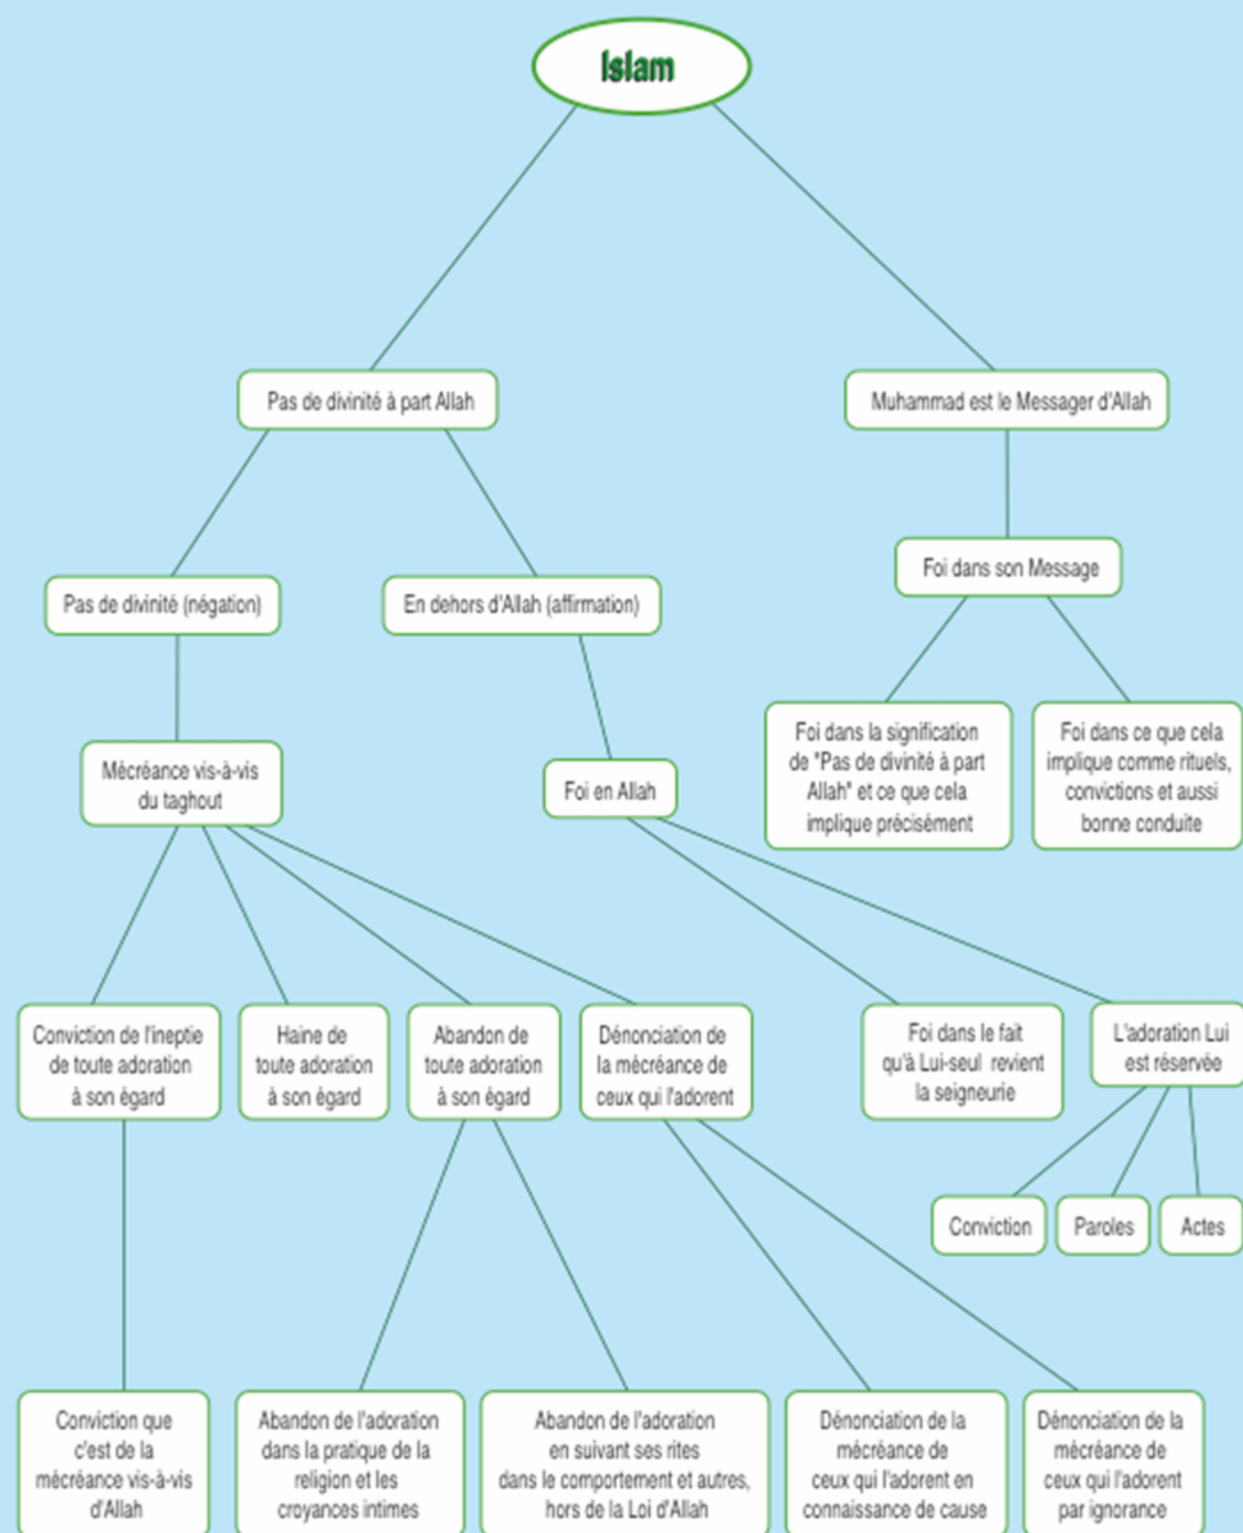 Islam
Pas de divinité à part Allah
Muhammad est le Messager d'Allah
Foi dans son Message
Pas de divinité (négation)
En dehors d'Allah (affirmation)
Foi dans la signification
de "Pas de divinité à part
Allah" et ce que cela
implique précisément
Foi dans ce que cela
implique comme rituels,
convictions et aussi
bonne conduite
Mécréance vis-à-vis
du taghout
Foi en Allah
Conviction de l'ineptie
de toute adoration
à son égard
Haine de
toute adoration
à son égard
Abandon de
toute adoration
à son égard
Dénonciation de
la mécréance de
ceux qui l'adorent
Foi dans le fait
qu'à Lui-seul revient
la seigneurie
L'adoration Lui
est réservée
Conviction
Paroles
Actes
Conviction que
c'est de la
mécréance vis-à-vis
d'Allah
Abandon de l'adoration
dans la pratique de la
religion et les
croyances intimes
Abandon de l'adoration
en suivant ses rites
dans le comportement et autres,
hors de la Loi d'Allah
Dénonciation de la
mécréance de
ceux qui l'adorent en
connaissance de cause
Dénonciation de la
mécréance de
ceux qui l'adorent
par ignorance